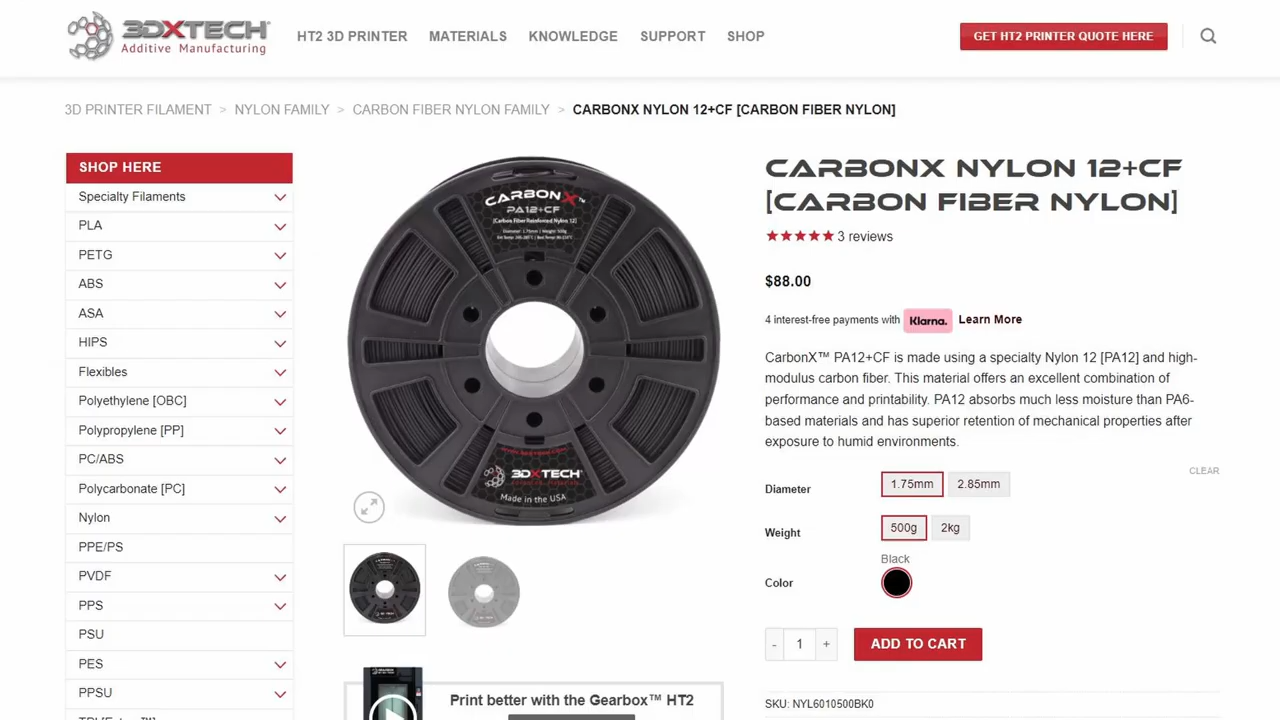 3DXTECH
Additive Manufacturing
HT2 3D PRINTER MATERIALS KNOWLEDGE SUPPORT SHOP
GET HT2 PRINTER QUOTE HERE
3D PRINTER FILAMENT > NYLON FAMILY > CARBON FIBER NYLON FAMILY > CARBONX NYLON 12+CF [CARBON FIBER NYLON]
SHOP HERE
Specialty Filaments
PLA
PETG
ABS
ASA
HIPS
Flexibles
Polyethylene [OBC]
Polypropylene [PP]
PC/ABS
Polycarbonate [PC]
Nylon
PPE/PS
PVDF
PPS
PSU
PES
PPSU
CARBONX™
PA12+CF
[Carbon Fiber Reinforced Nylon 12]
3DXTECH
Made in the USA
Print better with the Gearbox™ HT2
CARBONX NYLON 12+CF
[CARBON FIBER NYLON]
3 reviews
$88.00
4 interest-free payments with Klarna. Learn More
CarbonX™ PA12+CF is made using a specialty Nylon 12 [PA12] and high-
modulus carbon fiber. This material offers an excellent combination of
performance and printability. PA12 absorbs much less moisture than PA6-
based materials and has superior retention of mechanical properties after
exposure to humid environments.
CLEAR
Diameter 1.75mm 2.85mm
Weight 500g 2kg
Black
Color
- 1 + ADD TO CART
SKU: NYL6010500BK0